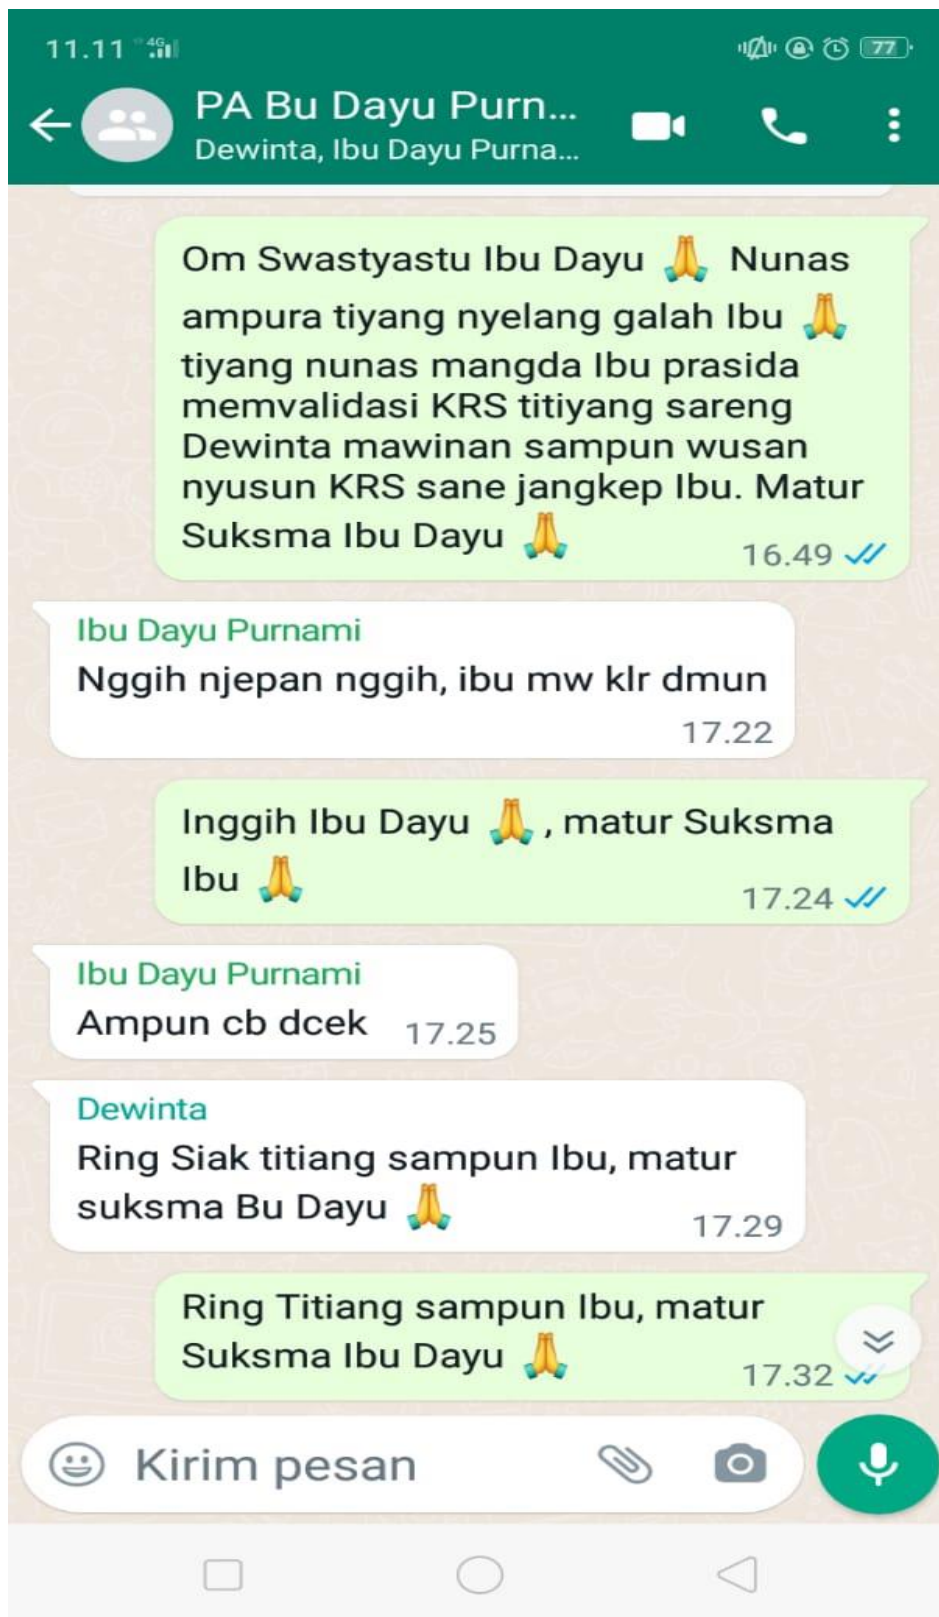 11.11 4G 77
PA Bu Dayu Purn...
Dewinta, Ibu Dayu Purna...
Om Swastyastu Ibu Dayu 🙏 Nunas
ampura tiyang nyelang galah Ibu 🙏
tiyang nunas mangda Ibu prasida
memvalidasi KRS titiyang sareng
Dewinta mawinan sampun wusan
nyusun KRS sane jangkep Ibu. Matur
Suksma Ibu Dayu 🙏
16.49
Ibu Dayu Purnami
Nggih njepan nggih, ibu mw klr dmun
17.22
Inggih Ibu Dayu 🙏, matur Suksma
Ibu 🙏
17.24
Ibu Dayu Purnami
Ampun cb dcek 17.25
Dewinta
Ring Siak titiang sampun Ibu, matur
suksma Bu Dayu 🙏
17.29
Ring Titiang sampun Ibu, matur
Suksma Ibu Dayu 🙏
17.32
Kirim pesan